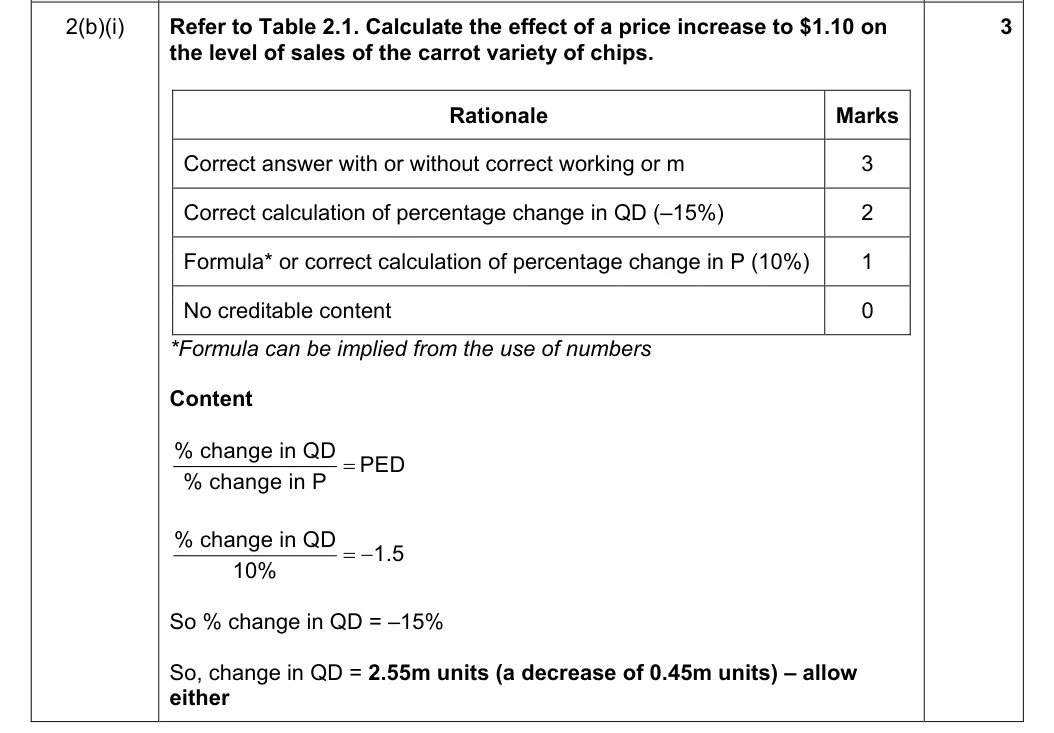 2(b)(i)
Refer to Table 2.1. Calculate the effect of a price increase to $1.10 on
the level of sales of the carrot variety of chips.
3
Rationale Marks
Correct answer with or without correct working or m 3
Correct calculation of percentage change in QD (–15%) 2
Formula* or correct calculation of percentage change in P (10%) 1
No creditable content 0
*Formula can be implied from the use of numbers
Content
% change in QD
% change in P
= PED
% change in QD
10%
= –1.5
So % change in QD = –15%
So, change in QD = 2.55m units (a decrease of 0.45m units) – allow
either